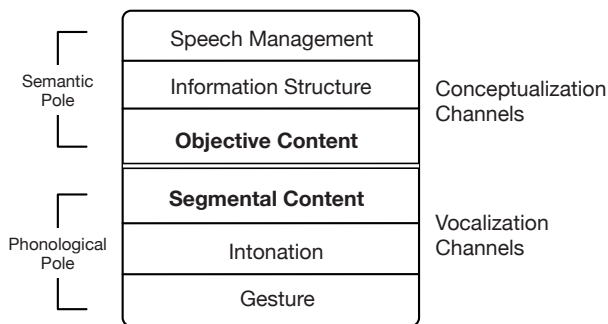 Speech Management
Semantic
Pole
Information Structure
Conceptualization
Channels
Objective Content
Segmental Content
Phonological
Pole
Intonation
Vocalization
Channels
Gesture